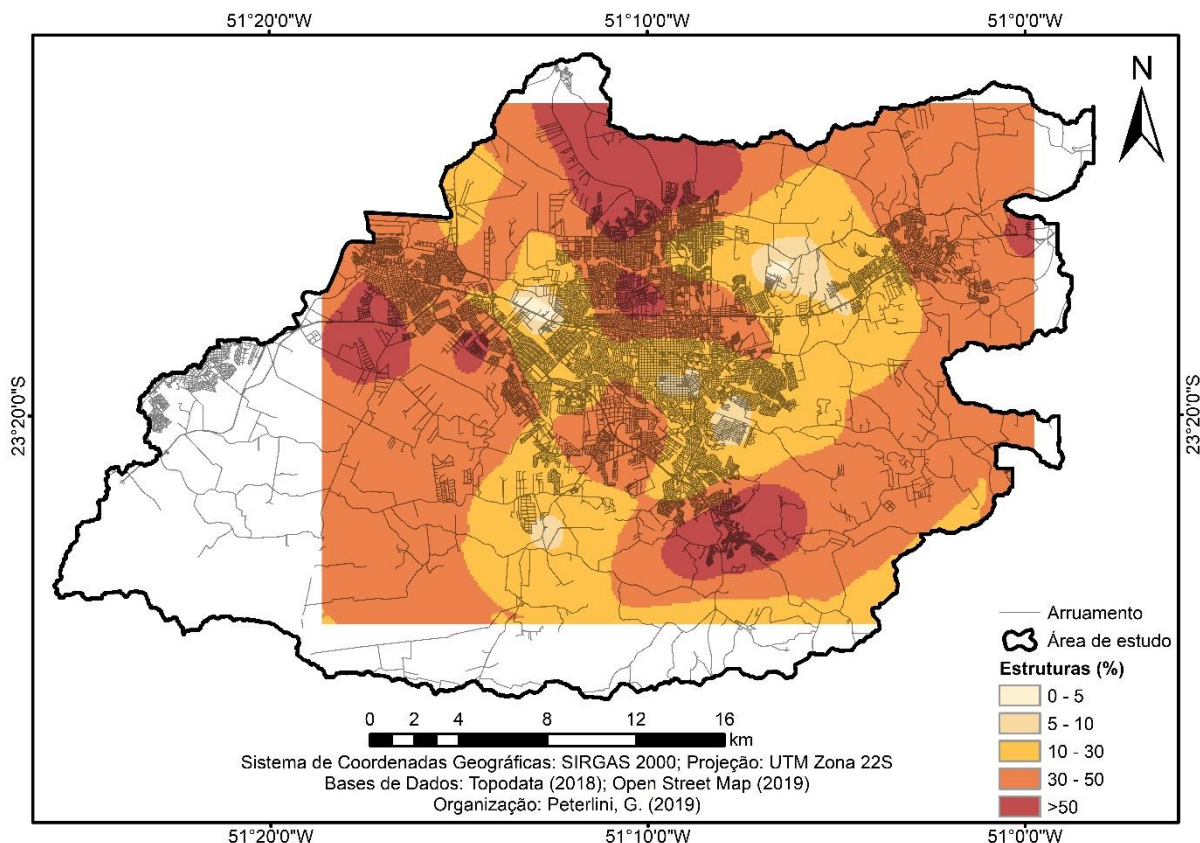 51°20'0"W 51°10'0"W 51°0'0"W
N
23°20'0"S
23°20'0"S
Arruamento
Área de estudo
Estruturas (%)
0 - 5
5 - 10
10 - 30
30 - 50
>50
0 2 4 8 12 16
km
Sistema de Coordenadas Geográficas: SIRGAS 2000; Projeção: UTM Zona 22S
Bases de Dados: Topodata (2018); Open Street Map (2019)
Organização: Peterlini, G. (2019)
51°20'0"W 51°10'0"W 51°0'0"W